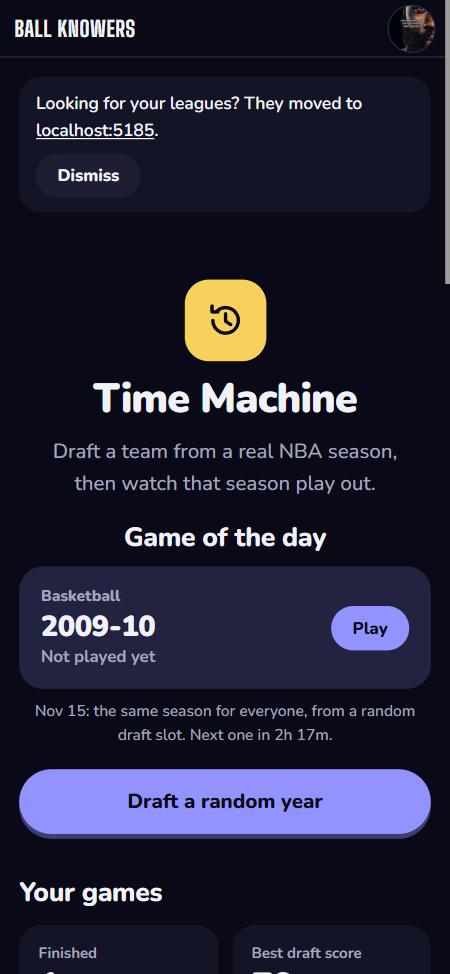 BALL KNOWERS
Looking for your leagues? They moved to
localhost:5185.
Dismiss
Time Machine
Draft a team from a real NBA season,
then watch that season play out.
Game of the day
Basketball
2009-10
Not played yet
Play
Nov 15: the same season for everyone, from a random
draft slot. Next one in 2h 17m.
Draft a random year
Your games
Finished
Best draft score